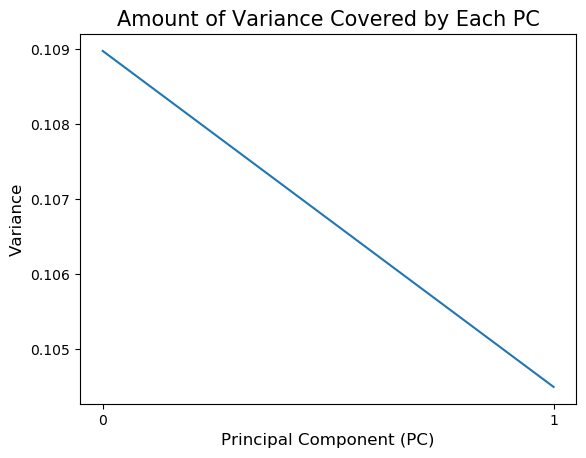 Amount of Variance Covered by Each PC
0.109
0.108
0.107
0.106
0.105
Variance
0 1
Principal Component (PC)